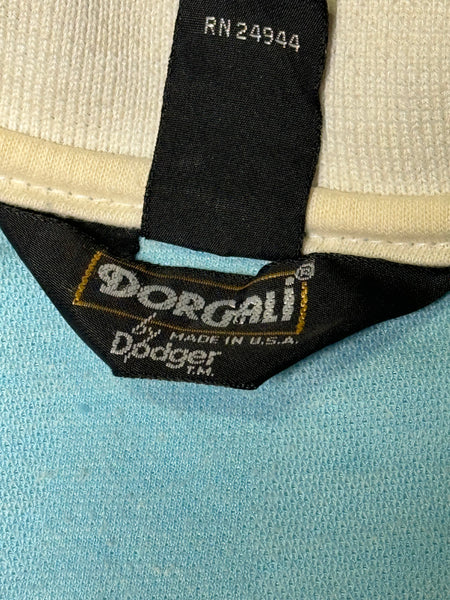 RN 24944
DORGALI ®
by MADE IN U.S.A.
Dodger
T.M.